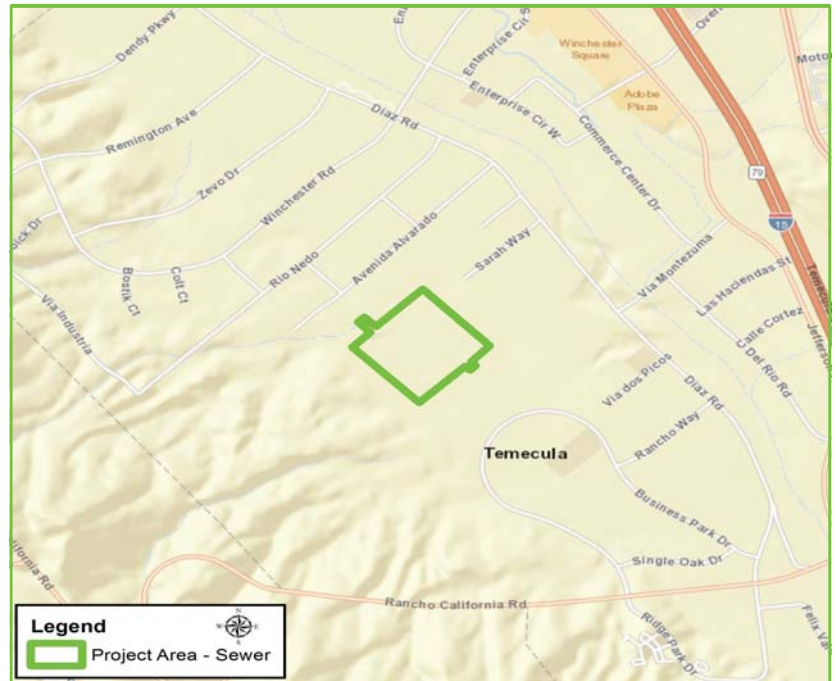 Dendy Pkwy
Enterprise Cir
Winchester
Square
Adobe
Plaza
Remington Ave
Diaz Rd
Enterprise Cir W
Commerce Center Dr
79
15
Zevo Dr
Winchester Rd
Avenida Alvarado
Sarah Way
Rio Nedo
Via Montezuma
Las Haciendas St
Bostik Ct
Colt Ct
Via Industria
Calle Cortez
Del Rio Rd
Via dos Picos
Diaz Rd
Rancho Way
Temecula
Business Park Dr
Single Oak Dr
Rancho California Rd
Ridge Park Dr
Legend
N
W
E
S
Project Area - Sewer